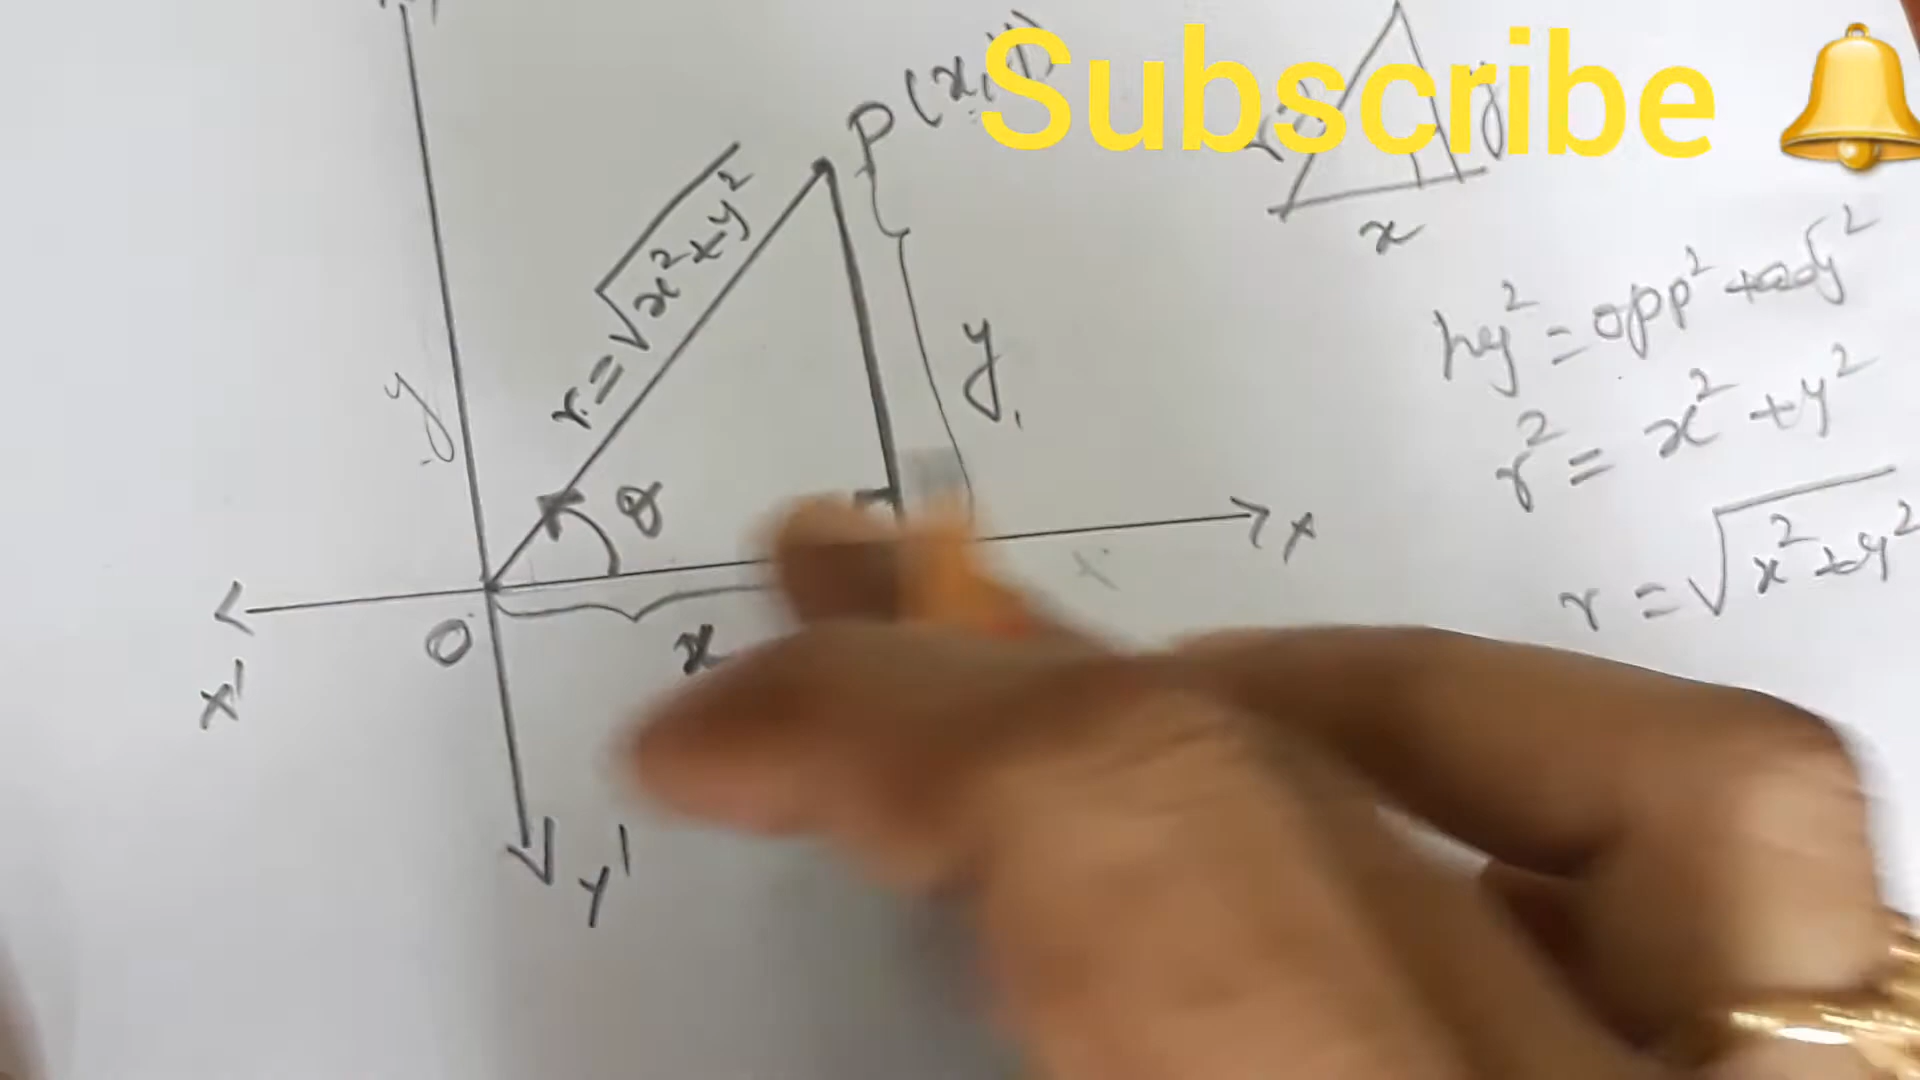 Subscribe
P(x,y)
r = √x²+y²
y
y
θ
x
O
x
x'
y'
x
hy² = opp² + adj²
r² = x² + y²
r = √x²+y²